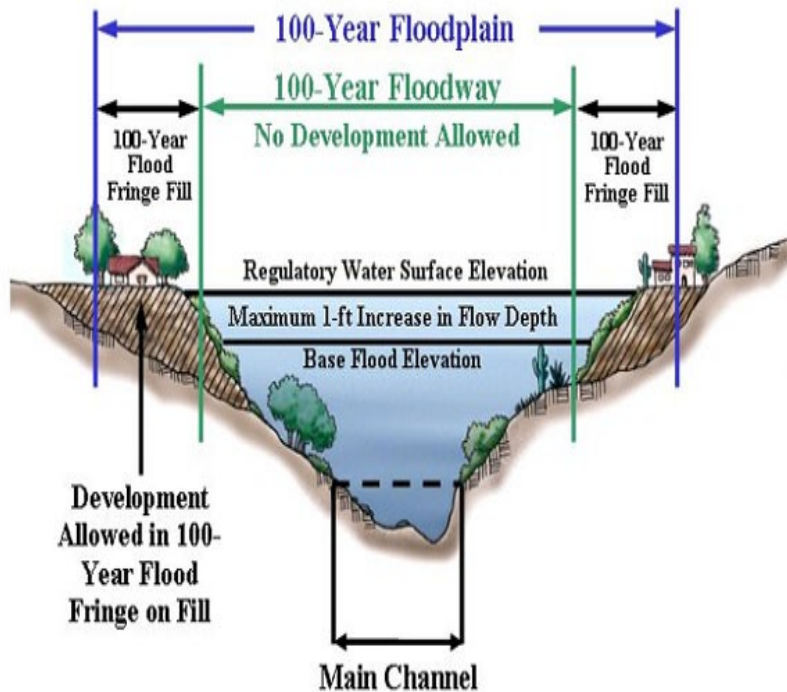 100-Year Floodplain
100-Year Floodway
No Development Allowed
100-Year
Flood
Fringe Fill
100-Year
Flood
Fringe Fill
Regulatory Water Surface Elevation
Maximum 1-ft Increase in Flow Depth
Base Flood Elevation
Development
Allowed in 100-
Year Flood
Fringe on Fill
Main Channel